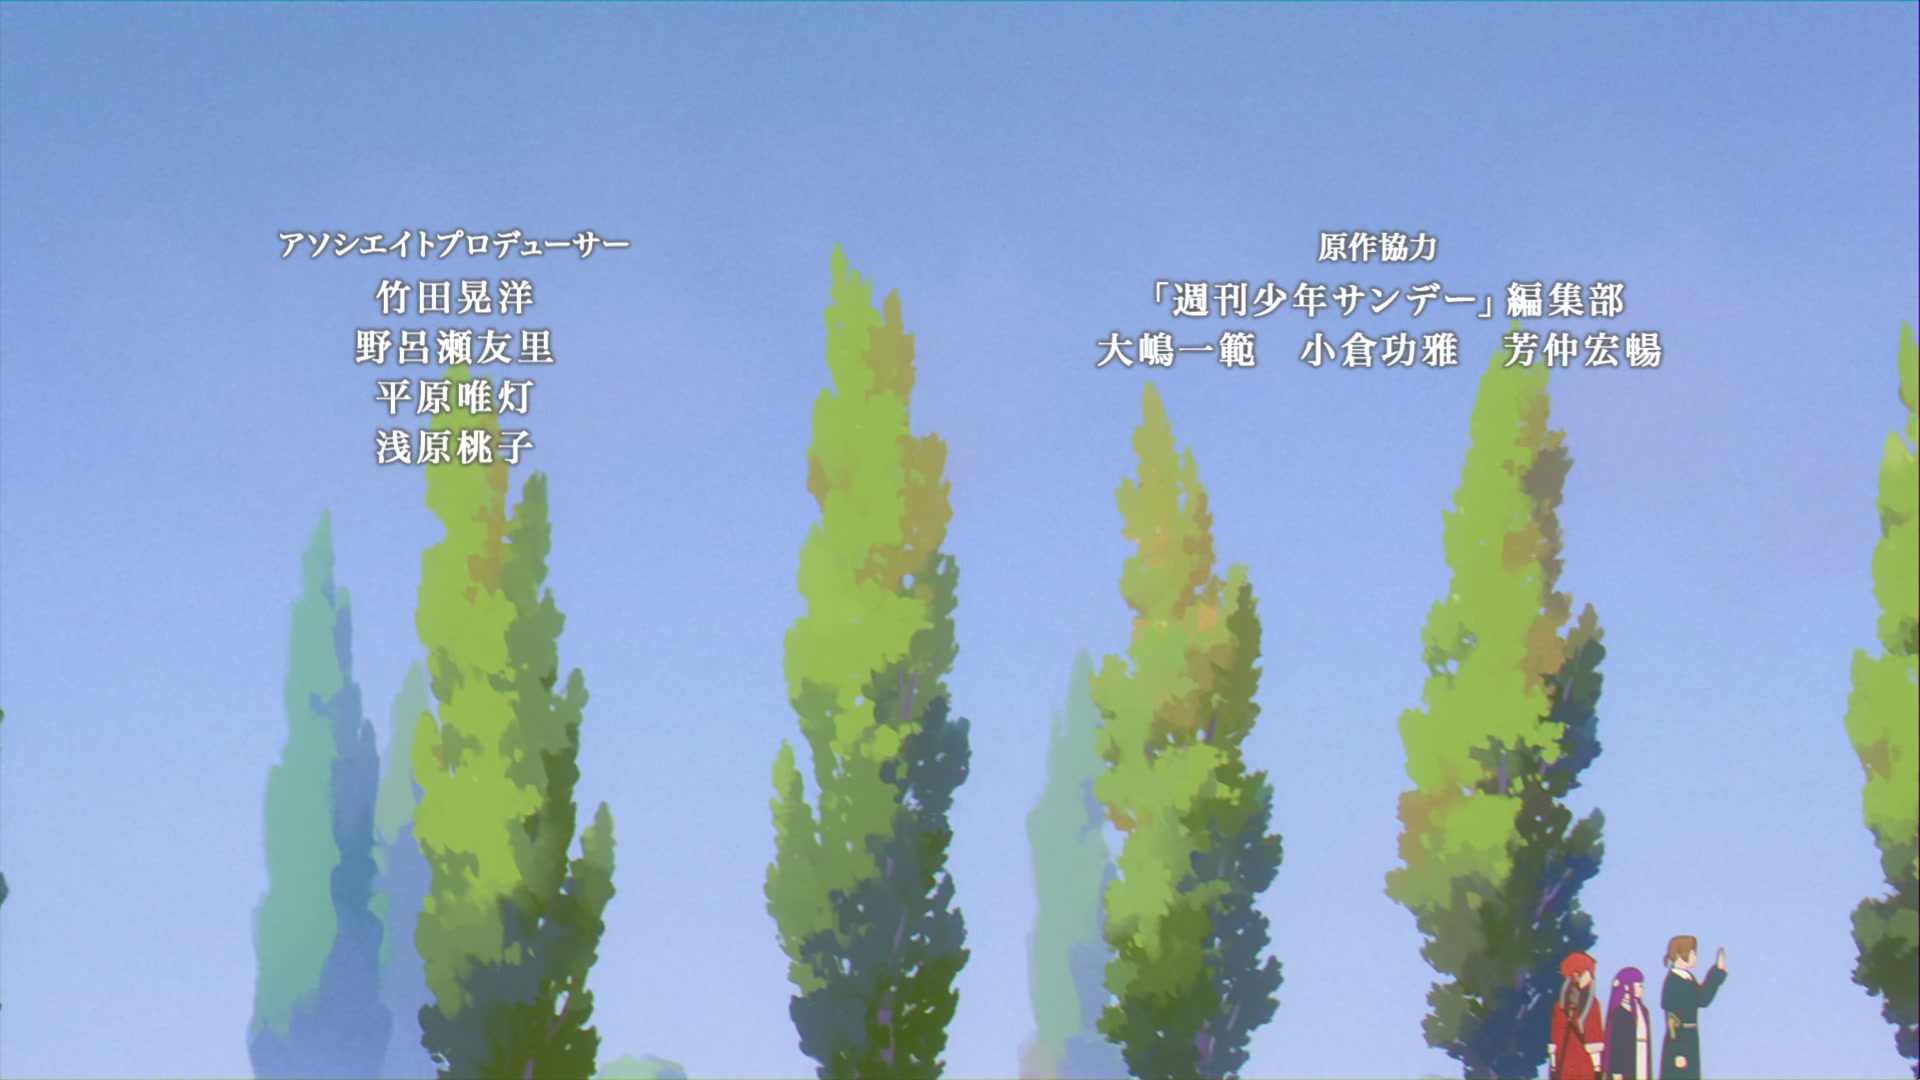 アソシエイトプロデューサー
竹田晃洋
野呂瀬友里
平原唯灯
浅原桃子
原作協力
「週刊少年サンデー」編集部
大嶋一範　小倉功雅　芳仲宏暢